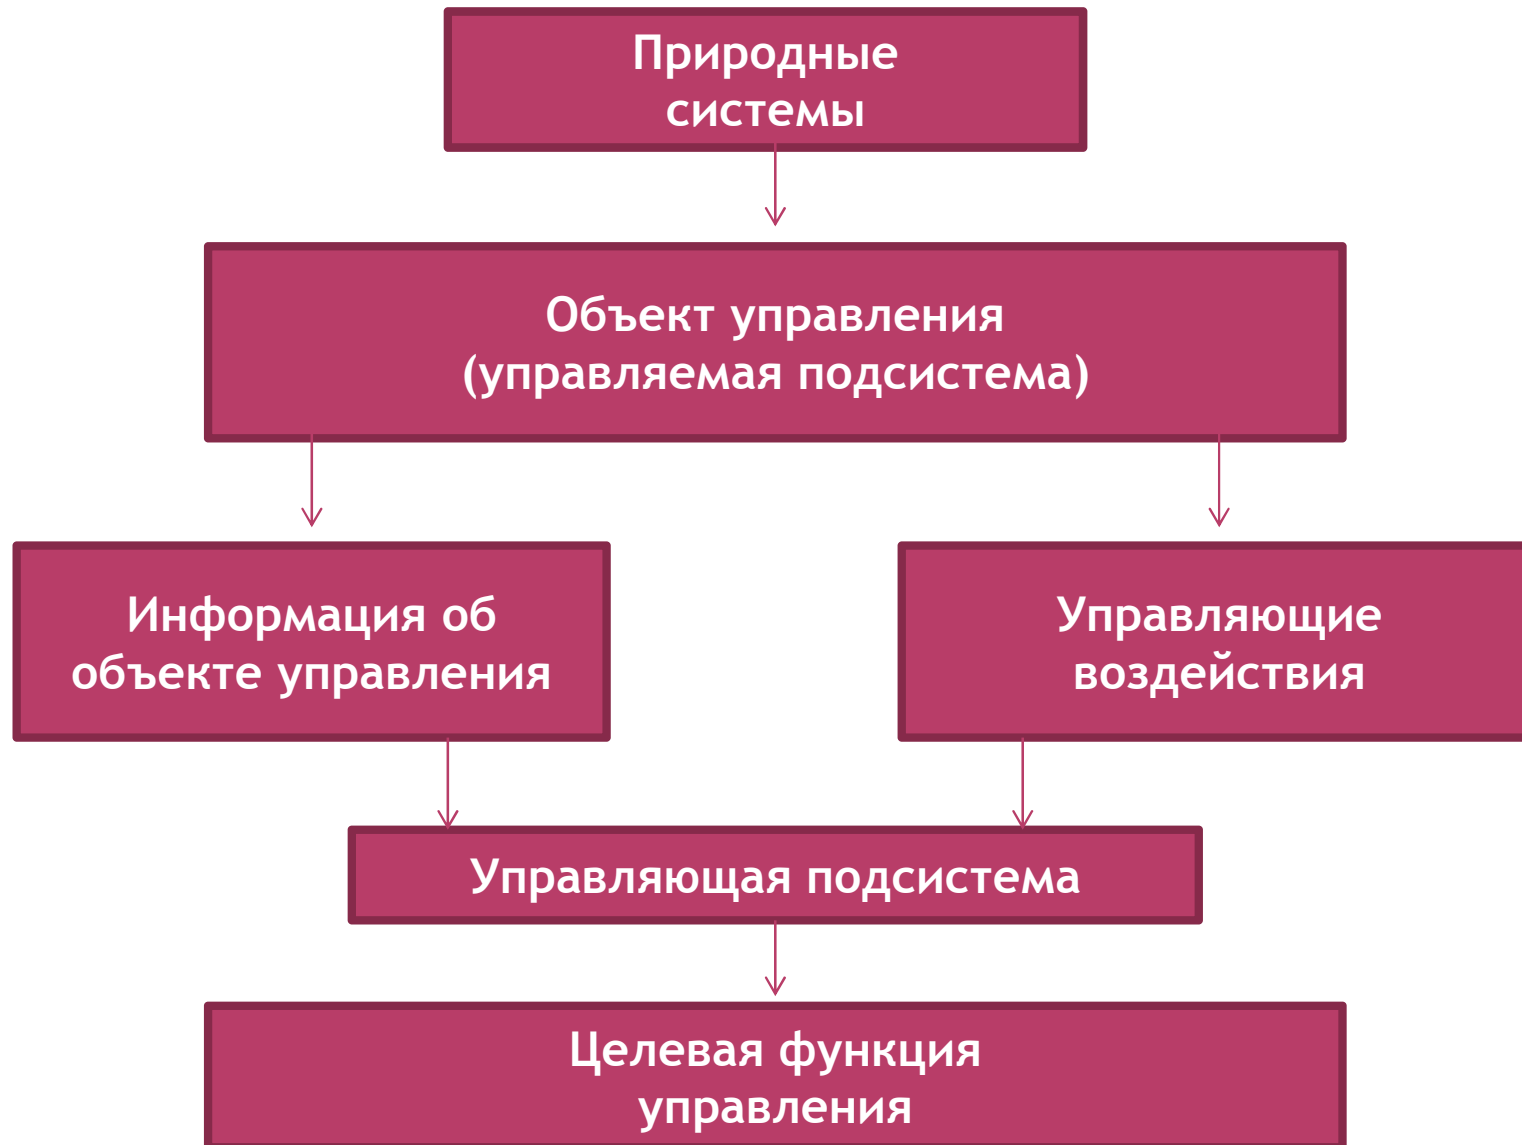 Природные
системы
Объект управления
(управляемая подсистема)
Информация об
объекте управления
Управляющие
воздействия
Управляющая подсистема
Целевая функция
управления